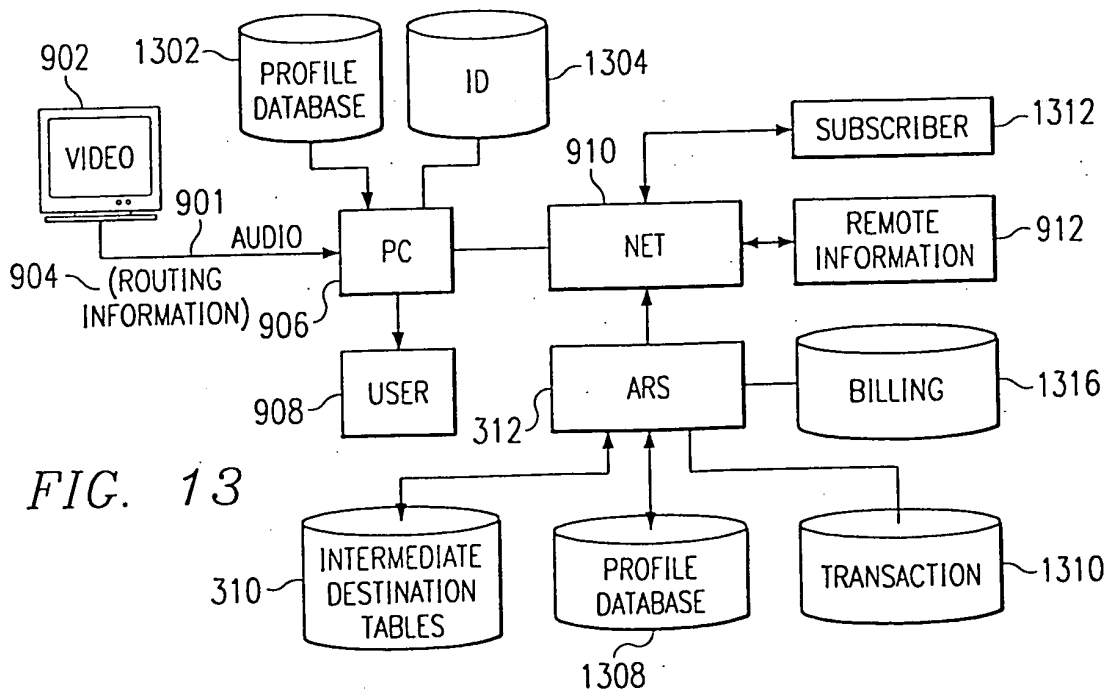 902
VIDEO
1302
PROFILE
DATABASE
ID
1304
910
SUBSCRIBER
1312
901
AUDIO
904
(ROUTING
INFORMATION)
PC
906
NET
REMOTE
INFORMATION
912
USER
908
ARS
312
BILLING
1316
FIG. 13
INTERMEDIATE
DESTINATION
TABLES
310
PROFILE
DATABASE
1308
TRANSACTION
1310